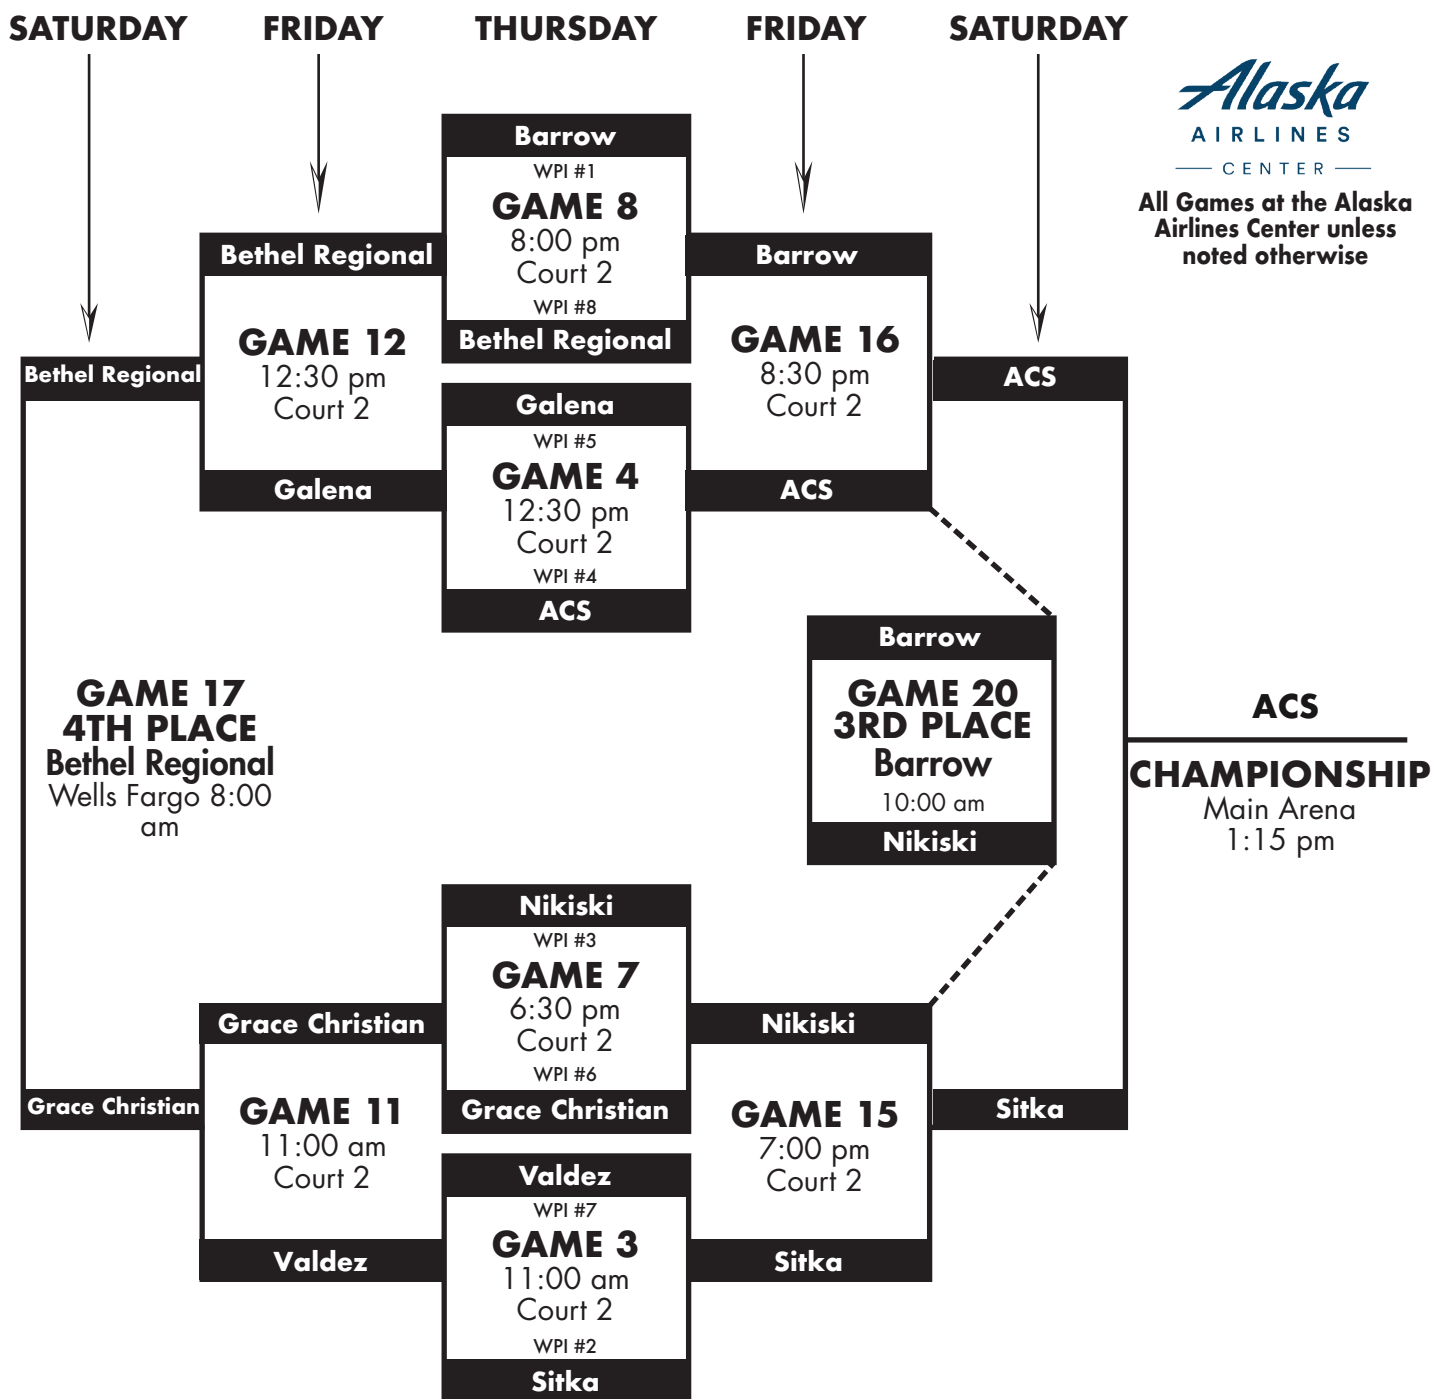 SATURDAY
FRIDAY
THURSDAY
FRIDAY
SATURDAY
Alaska
AIRLINES
CENTER
All Games at the Alaska
Airlines Center unless
noted otherwise
Barrow
WPI #1
GAME 8
8:00 pm
Court 2
WPI #8
Bethel Regional
Bethel Regional
GAME 12
12:30 pm
Court 2
Galena
Barrow
GAME 16
8:30 pm
Court 2
ACS
Bethel Regional
ACS
Galena
WPI #5
GAME 4
12:30 pm
Court 2
WPI #4
ACS
GAME 17
4TH PLACE
Bethel Regional
Wells Fargo 8:00
am
Barrow
GAME 20
3RD PLACE
Barrow
10:00 am
Nikiski
ACS
CHAMPIONSHIP
Main Arena
1:15 pm
Nikiski
WPI #3
GAME 7
6:30 pm
Court 2
WPI #6
Grace Christian
Grace Christian
GAME 11
11:00 am
Court 2
Valdez
Nikiski
GAME 15
7:00 pm
Court 2
Sitka
Grace Christian
Sitka
Valdez
WPI #7
GAME 3
11:00 am
Court 2
WPI #2
Sitka